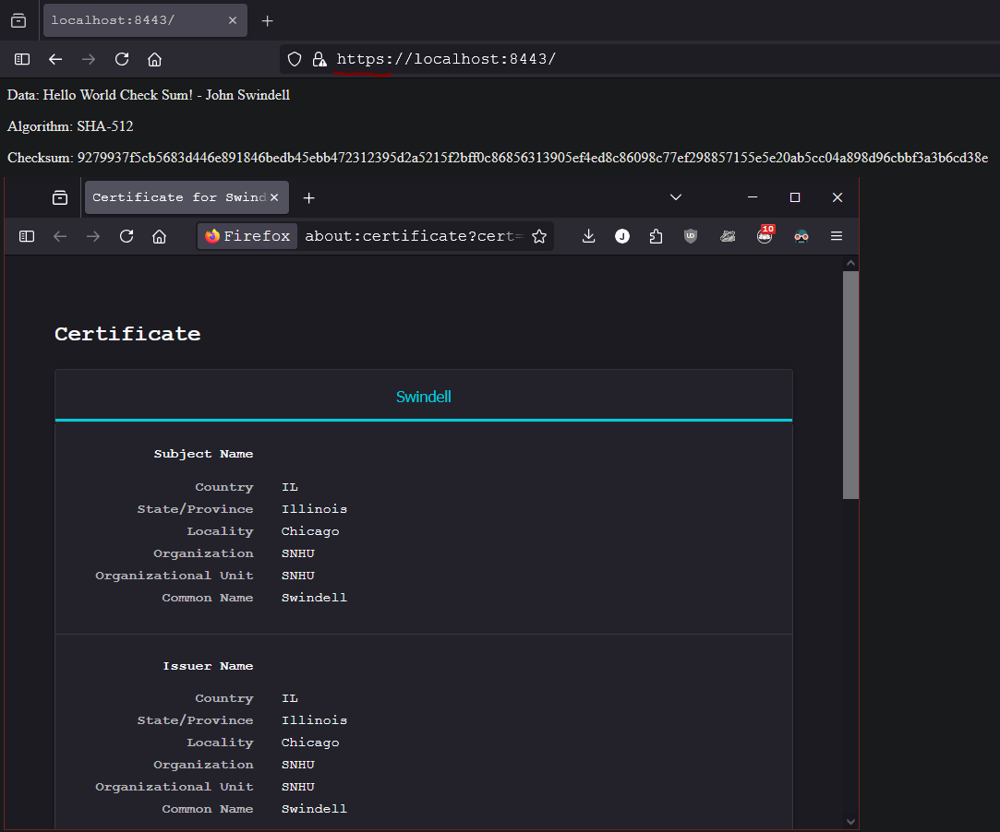 localhost:8443/
https://localhost:8443/
Data: Hello World Check Sum! - John Swindell
Algorithm: SHA-512
Checksum: 9279937f5cb5683d446e891846bedb45ebb472312395d2a5215f2bff0c86856313905ef4ed8c86098c77ef298857155e5e20ab5cc04a898d96cbbf3a3b6cd38e
Certificate for Swind
Firefox about:certificate?cert=
J
UD
10
Certificate
Swindell
Subject Name
Country IL
State/Province Illinois
Locality Chicago
Organization SNHU
Organizational Unit SNHU
Common Name Swindell
Issuer Name
Country IL
State/Province Illinois
Locality Chicago
Organization SNHU
Organizational Unit SNHU
Common Name Swindell